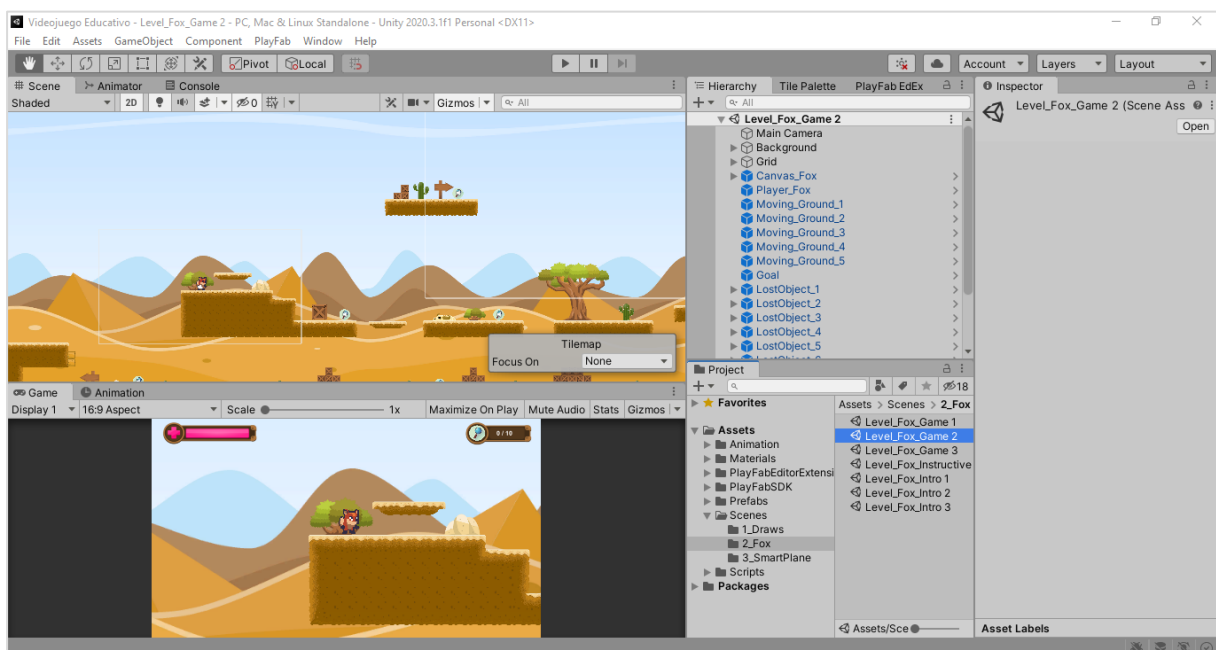 Videojuego Educativo - Level_Fox_Game 2 - PC, Mac & Linux Standalone - Unity 2020.3.1f1 Personal <DX11>
File Edit Assets GameObject Component PlayFab Window Help
Pivot Local Account Layers Layout
Scene Animator Console
Shaded 2D 0 Gizmos All
Tilemap
Focus On None
Game Animation
Display 1 16:9 Aspect Scale 1x Maximize On Play Mute Audio Stats Gizmos
0 / 10
Hierarchy Tile Palette PlayFab EdEx
All
Level_Fox_Game 2
Main Camera
Background
Grid
Canvas_Fox
Player_Fox
Moving_Ground_1
Moving_Ground_2
Moving_Ground_3
Moving_Ground_4
Moving_Ground_5
Goal
LostObject_1
LostObject_2
LostObject_3
LostObject_4
LostObject_5
Project
18
Favorites
Assets
Animation
Materials
PlayFabEditorExtensi
PlayFabSDK
Prefabs
Scenes
1_Draws
2_Fox
3_SmartPlane
Scripts
Packages
Assets > Scenes > 2_Fox
Level_Fox_Game 1
Level_Fox_Game 2
Level_Fox_Game 3
Level_Fox_Instructive
Level_Fox_Intro 1
Level_Fox_Intro 2
Level_Fox_Intro 3
Assets/Sce
Inspector
Level_Fox_Game 2 (Scene Ass
Open
Asset Labels